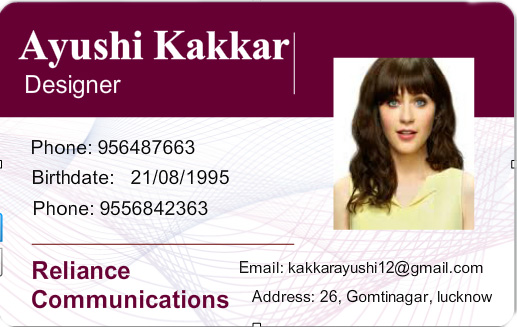 Ayushi Kakkar
Designer
Phone: 956487663
Birthdate: 21/08/1995
Phone: 9556842363
Reliance
Communications
Email: kakkarayushi12@gmail.com
Address: 26, Gomtinagar, lucknow